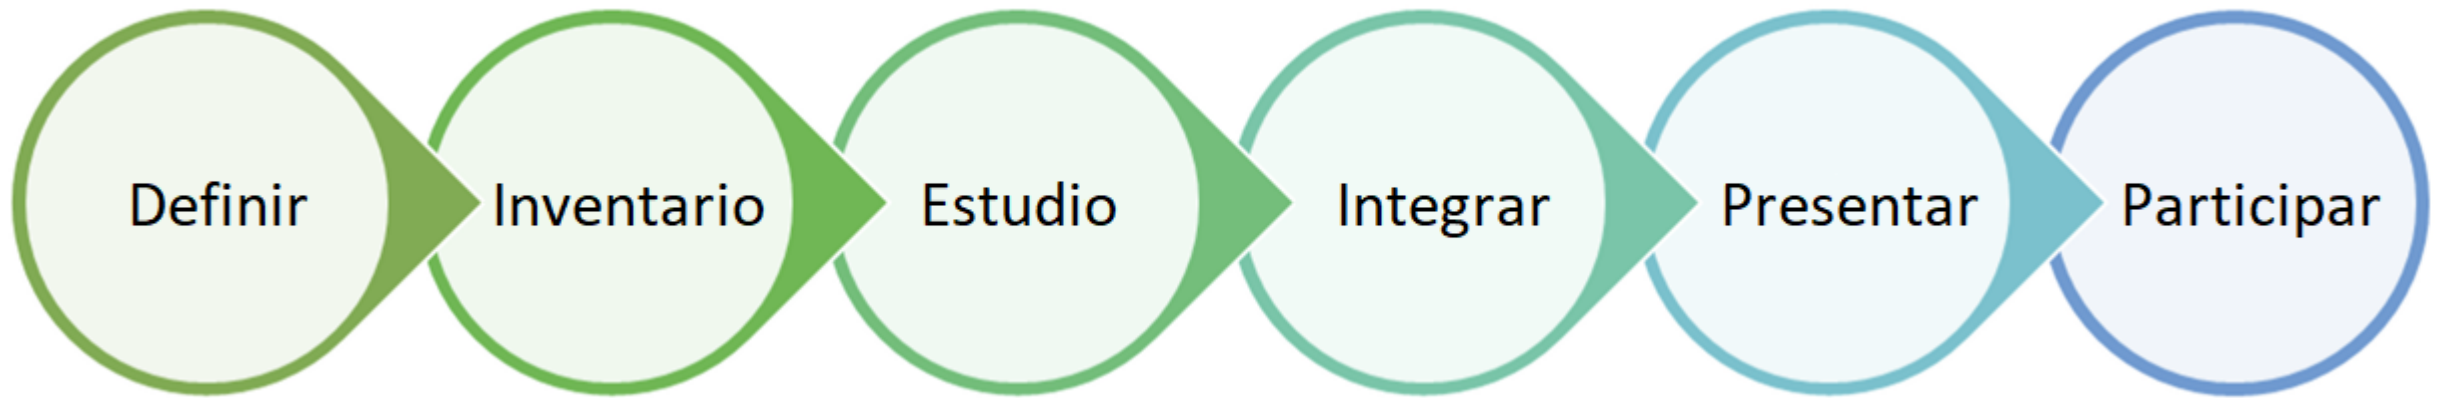 Definir
Inventario
Estudio
Integrar
Presentar
Participar